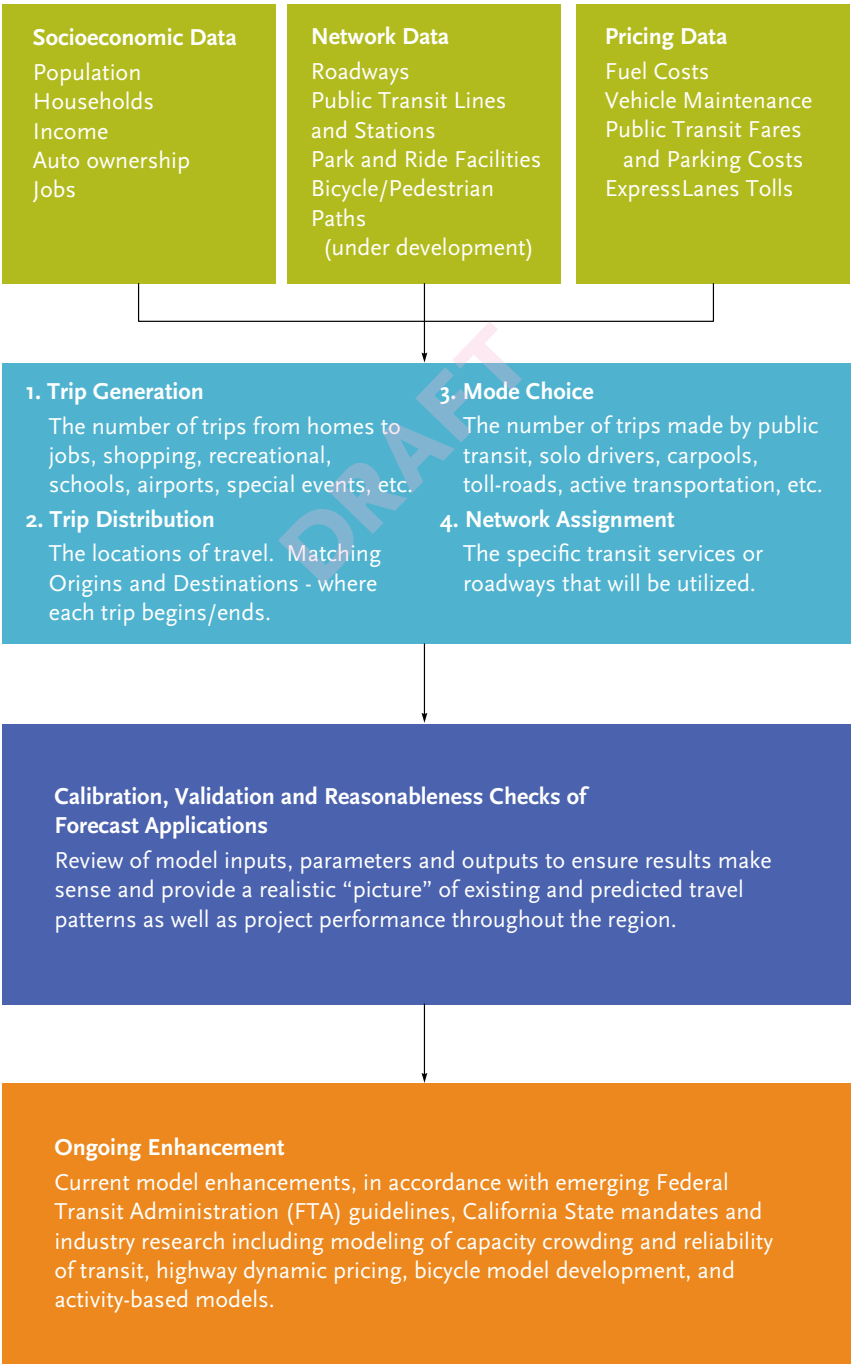 Socioeconomic Data
Population
Households
Income
Auto ownership
Jobs
Network Data
Roadways
Public Transit Lines
and Stations
Park and Ride Facilities
Bicycle/Pedestrian
Paths
(under development)
Pricing Data
Fuel Costs
Vehicle Maintenance
Public Transit Fares
and Parking Costs
ExpressLanes Tolls
1. Trip Generation
The number of trips from homes to
jobs, shopping, recreational,
schools, airports, special events, etc.
2. Trip Distribution
The locations of travel.  Matching
Origins and Destinations - where
each trip begins/ends.
3. Mode Choice
The number of trips made by public
transit, solo drivers, carpools,
toll-roads, active transportation, etc.
4. Network Assignment
The specific transit services or
roadways that will be utilized.
DRAFT
Calibration, Validation and Reasonableness Checks of
Forecast Applications
Review of model inputs, parameters and outputs to ensure results make
sense and provide a realistic “picture” of existing and predicted travel
patterns as well as project performance throughout the region.
Ongoing Enhancement
Current model enhancements, in accordance with emerging Federal
Transit Administration (FTA) guidelines, California State mandates and
industry research including modeling of capacity crowding and reliability
of transit, highway dynamic pricing, bicycle model development, and
activity-based models.